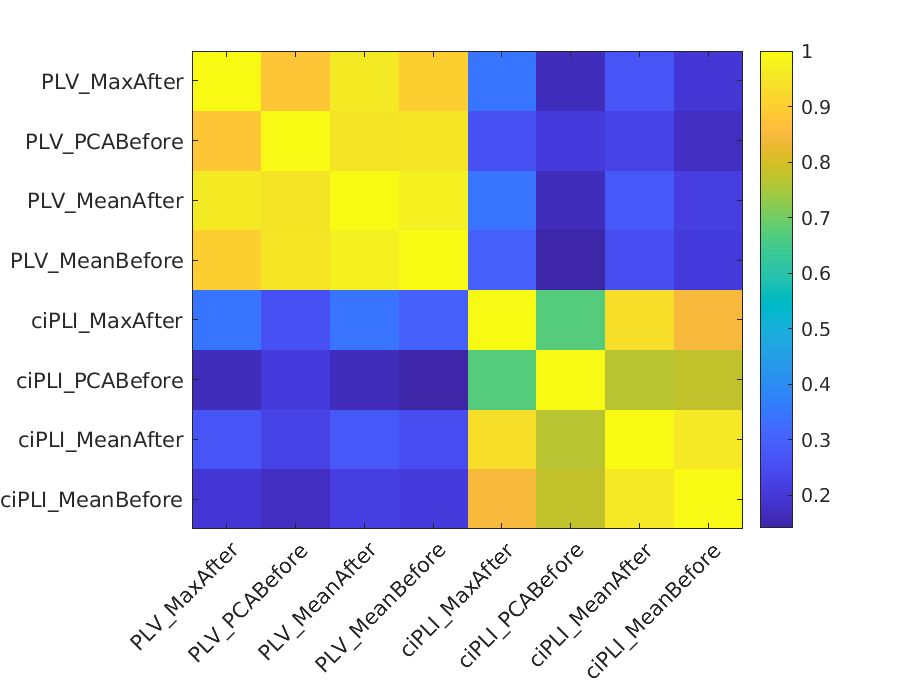 PLV_MaxAfter
PLV_PCABefore
PLV_MeanAfter
PLV_MeanBefore
ciPLI_MaxAfter
ciPLI_PCABefore
ciPLI_MeanAfter
ciPLI_MeanBefore
PLV_MaxAfter
PLV_PCABefore
PLV_MeanAfter
PLV_MeanBefore
ciPLI_MaxAfter
ciPLI_PCABefore
ciPLI_MeanAfter
ciPLI_MeanBefore
1
0.9
0.8
0.7
0.6
0.5
0.4
0.3
0.2